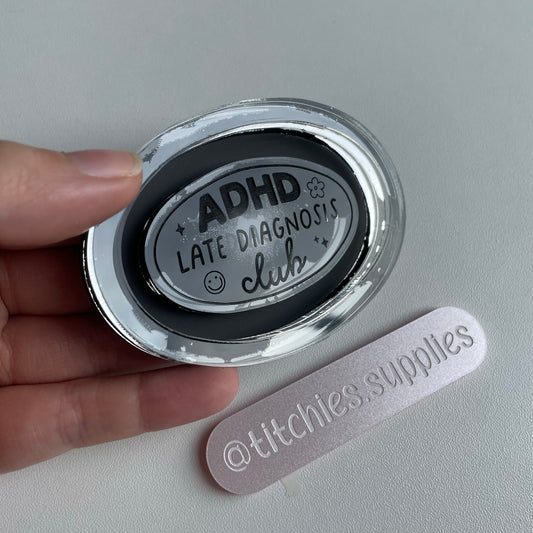 ADHD
LATE DIAGNOSIS
club
@titchies.supplies